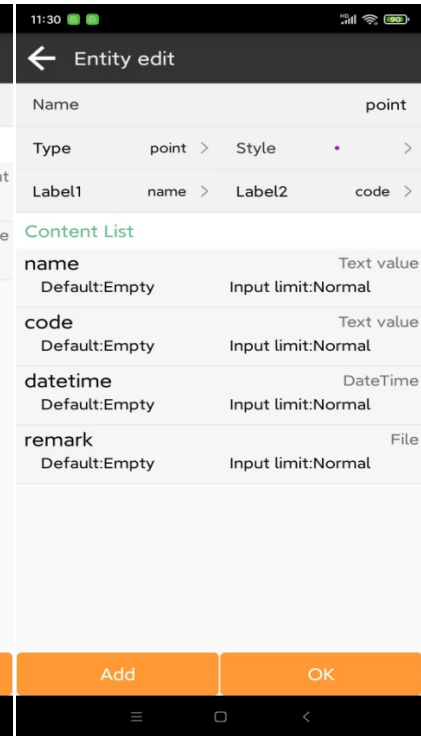 11:30 HD 90
Entity edit
Name point
Type point > Style >
Label1 name > Label2 code >
Content List
name Text value
Default:Empty Input limit:Normal
code Text value
Default:Empty Input limit:Normal
datetime DateTime
Default:Empty Input limit:Normal
remark File
Default:Empty Input limit:Normal
Add OK